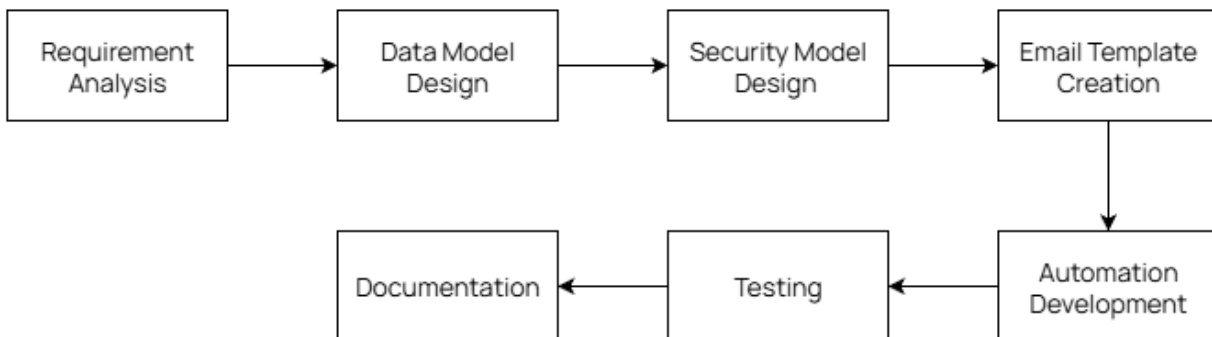 Requirement
Analysis
Data Model
Design
Security Model
Design
Email Template
Creation
Automation
Development
Testing
Documentation